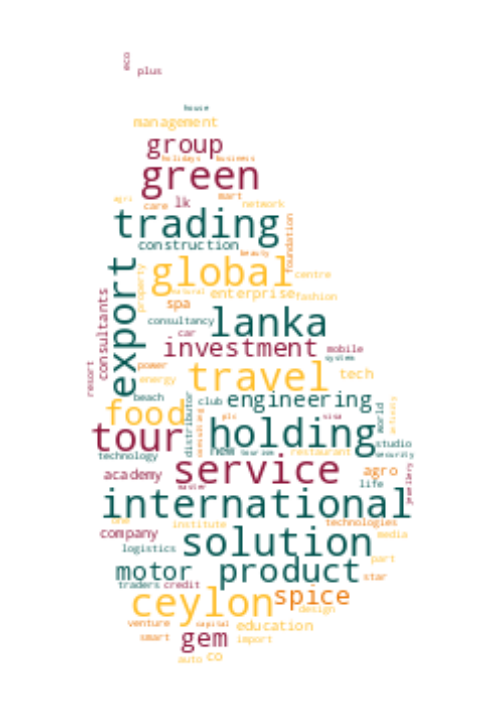 eco
plus
house
management
group
holidays business
green
agri care lk mart network
trading
construction foundation
beauty
export property global centre
natural enterprise fashion
consultants spa
consultancy lanka
car
investment mobile
system
resort power travel tech
energy
beach distributor club engineering
food consulting plc visa world
tour holding studio
technology new tourism restaurant security
academy service agro jewellery
master life
international
one institute technologies
company solution media
logistics part
motor product star
traders credit
ceylon spice
design
venture capital education
smart gem import
auto co